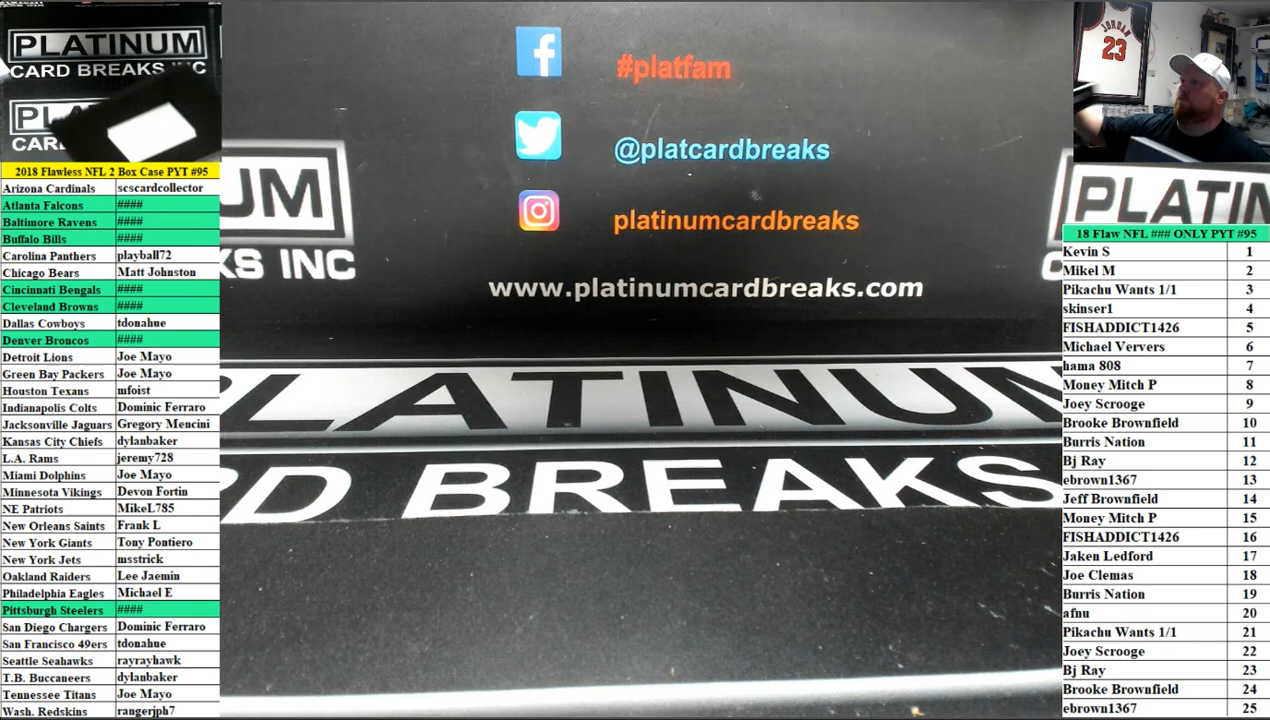 PLATINUM
CARD BREAKS INC
PL
CAR
2018 Flawless NFL 2 Box Case PYT #95
Arizona Cardinals scscardcollector
Atlanta Falcons ####
Baltimore Ravens ####
Buffalo Bills ####
Carolina Panthers playball72
Chicago Bears Matt Johnston
Cincinnati Bengals ####
Cleveland Browns ####
Dallas Cowboys tdonahue
Denver Broncos ####
Detroit Lions Joe Mayo
Green Bay Packers Joe Mayo
Houston Texans mfoist
Indianapolis Colts Dominic Ferraro
Jacksonville Jaguars Gregory Mencini
Kansas City Chiefs dylanbaker
L.A. Rams jeremy728
Miami Dolphins Joe Mayo
Minnesota Vikings Devon Fortin
NE Patriots MikeL785
New Orleans Saints Frank L
New York Giants Tony Pontiero
New York Jets msstrick
Oakland Raiders Lee Jaemin
Philadelphia Eagles Michael E
Pittsburgh Steelers ####
San Diego Chargers Dominic Ferraro
San Francisco 49ers tdonahue
Seattle Seahawks rayrayhawk
T.B. Buccaneers dylanbaker
Tennessee Titans Joe Mayo
Wash. Redskins rangerjph7
#platfam
@platcardbreaks
platinumcardbreaks
www.platinumcardbreaks.com
UM
KS INC
PLATIN
C
PLATINUM
RD BREAKS
JORDAN
23
18 Flaw NFL ### ONLY PYT #95
Kevin S 1
Mikel M 2
Pikachu Wants 1/1 3
skinser1 4
FISHADDICT1426 5
Michael Ververs 6
hama 808 7
Money Mitch P 8
Joey Scrooge 9
Brooke Brownfield 10
Burris Nation 11
Bj Ray 12
ebrown1367 13
Jeff Brownfield 14
Money Mitch P 15
FISHADDICT1426 16
Jaken Ledford 17
Joe Clemas 18
Burris Nation 19
afnu 20
Pikachu Wants 1/1 21
Joey Scrooge 22
Bj Ray 23
Brooke Brownfield 24
ebrown1367 25